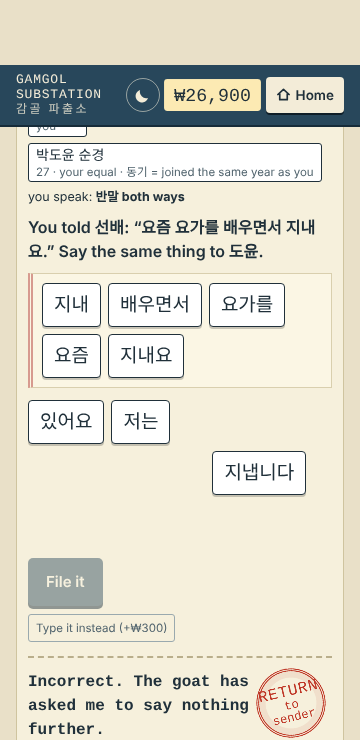 GAMGOL
SUBSTATION
감골 파출소
₩26,900
Home
you
박도윤 순경
27 · your equal · 동기 = joined the same year as you
you speak: 반말 both ways
You told 선배: “요즘 요가를 배우면서 지내
요.” Say the same thing to 도윤.
지내 배우면서 요가를
요즘 지내요
있어요 저는
지냅니다
File it
Type it instead (+₩300)
Incorrect. The goat has
asked me to say nothing
further.
RETURN
to
sender